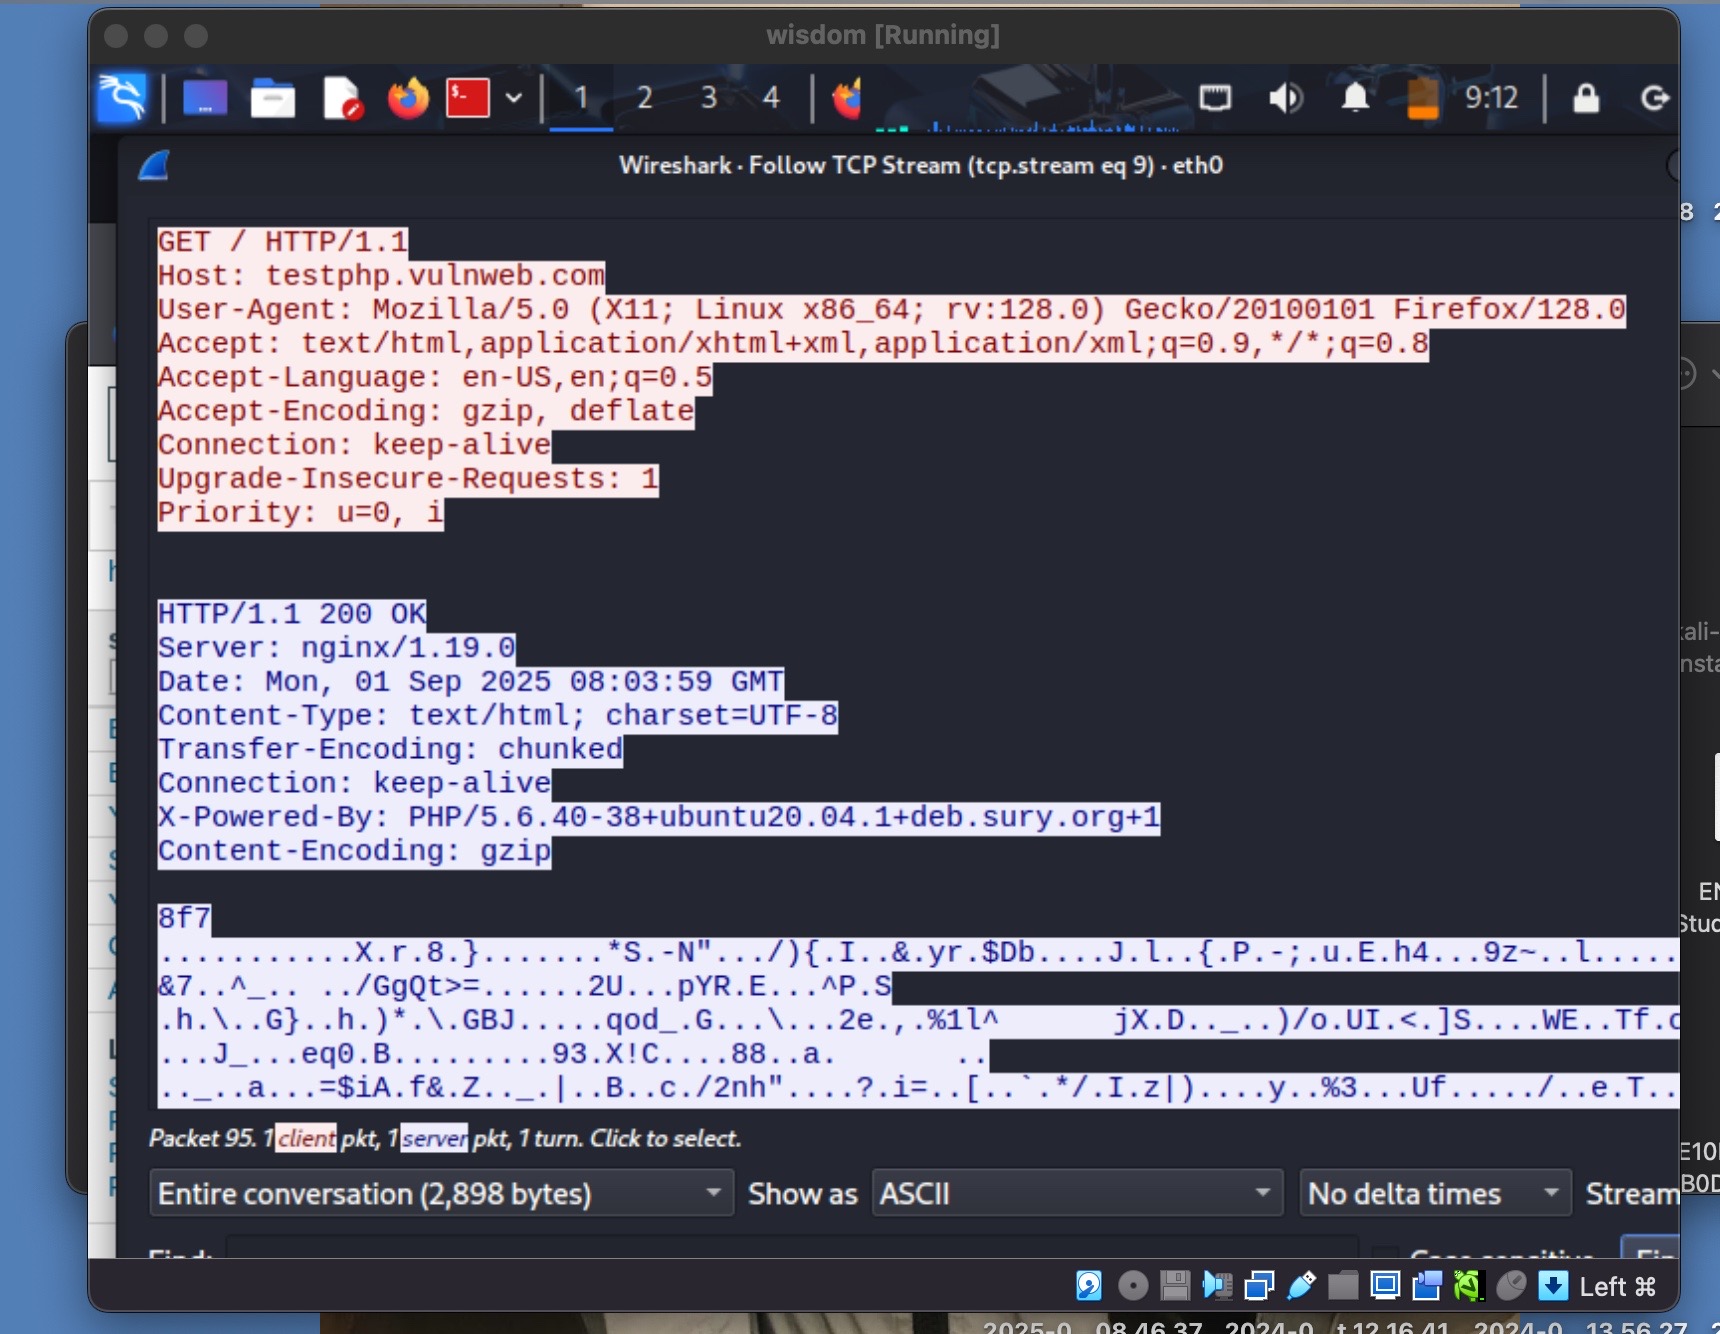 wisdom [Running]
1 2 3 4 9:12
Wireshark · Follow TCP Stream (tcp.stream eq 9) · eth0
GET / HTTP/1.1
Host: testphp.vulnweb.com
User-Agent: Mozilla/5.0 (X11; Linux x86_64; rv:128.0) Gecko/20100101 Firefox/128.0
Accept: text/html,application/xhtml+xml,application/xml;q=0.9,*/*;q=0.8
Accept-Language: en-US,en;q=0.5
Accept-Encoding: gzip, deflate
Connection: keep-alive
Upgrade-Insecure-Requests: 1
Priority: u=0, i
HTTP/1.1 200 OK
Server: nginx/1.19.0
Date: Mon, 01 Sep 2025 08:03:59 GMT
Content-Type: text/html; charset=UTF-8
Transfer-Encoding: chunked
Connection: keep-alive
X-Powered-By: PHP/5.6.40-38+ubuntu20.04.1+deb.sury.org+1
Content-Encoding: gzip
8f7
...........X.r.8.}.......*S.-N".../){.I..&.yr.$Db....J.l..{.P.-;.u.E.h4...9z~..l.....
&7..^_.. ../GgQt>=......2U...pYR.E...^P.S
.h.\..G}..h.)*.\.GBJ.....qod_.G...\...2e.,.%1l^ jX.D.._..)/o.UI.<.]S....WE..Tf.
...J_...eq0.B.........93.X!C....88..a. ..
.._..a...=$iA.f&.Z.._.|..B..c./2nh"....?.i=..[..`.*/.I.z|)....y..%3...Uf...../..e.T...
Packet 95. 1 client pkt, 1 server pkt, 1 turn. Click to select.
Entire conversation (2,898 bytes) Show as ASCII No delta times Stream
Left ⌘